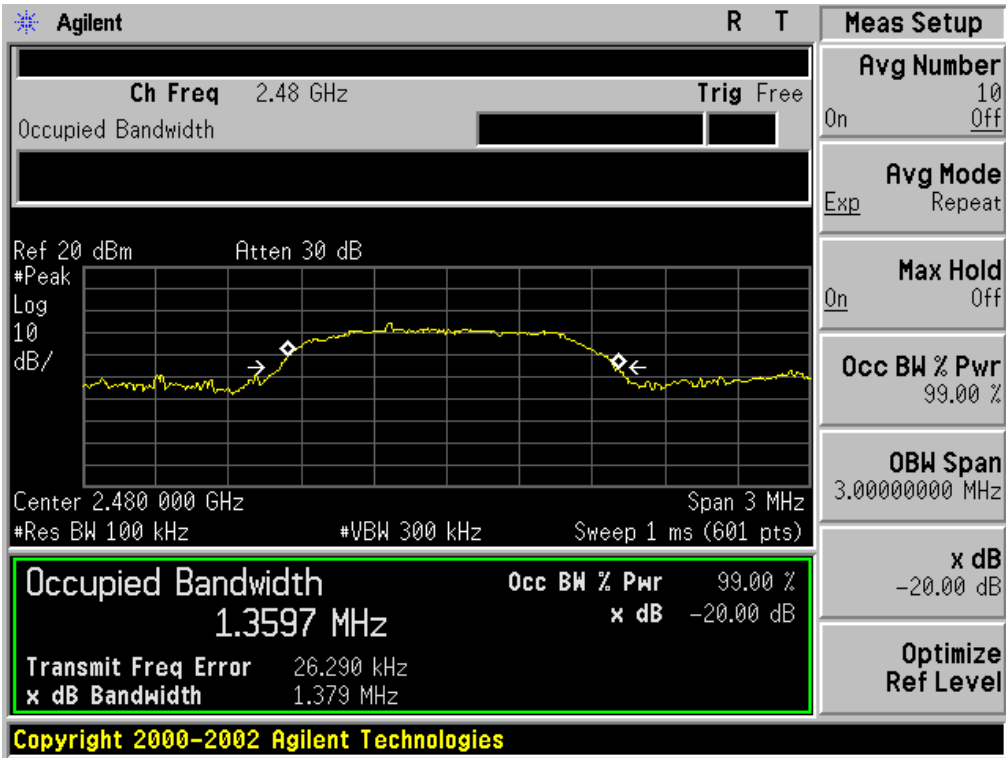 Agilent R T
Ch Freq 2.48 GHz Trig Free
Occupied Bandwidth
Ref 20 dBm Atten 30 dB
#Peak
Log
10
dB/
Center 2.480 000 GHz Span 3 MHz
#Res BW 100 kHz #VBW 300 kHz Sweep 1 ms (601 pts)
Occupied Bandwidth Occ BW % Pwr 99.00 %
1.3597 MHz x dB -20.00 dB
Transmit Freq Error 26.290 kHz
x dB Bandwidth 1.379 MHz
Copyright 2000-2002 Agilent Technologies
Meas Setup
Avg Number
10
On Off
Avg Mode
Exp Repeat
Max Hold
On Off
Occ BW % Pwr
99.00 %
OBW Span
3.00000000 MHz
x dB
-20.00 dB
Optimize
Ref Level